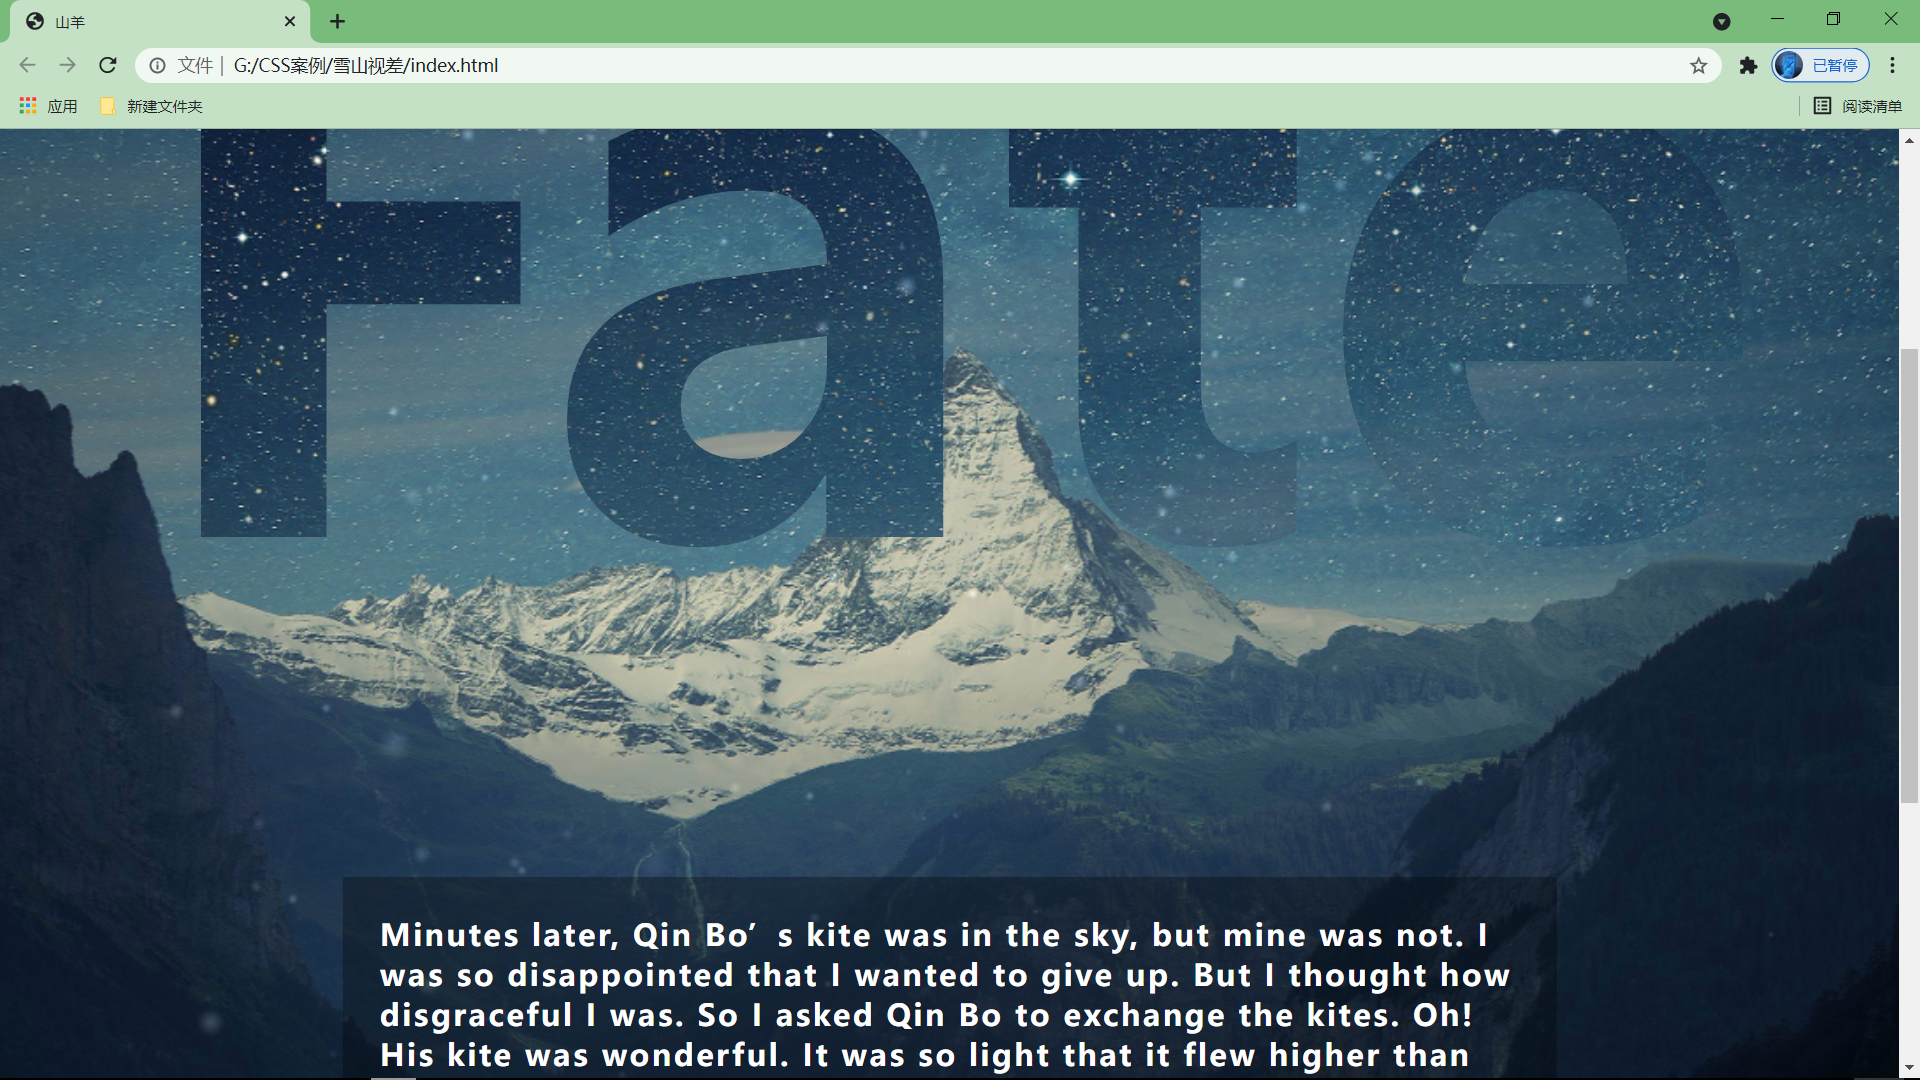 山羊
文件 G:/CSS案例/雪山视差/index.html
已暂停
应用 新建文件夹
阅读清单
Fate
Minutes later, Qin Bo’s kite was in the sky, but mine was not. I
was so disappointed that I wanted to give up. But I thought how
disgraceful I was. So I asked Qin Bo to exchange the kites. Oh!
His kite was wonderful. It was so light that it flew higher than